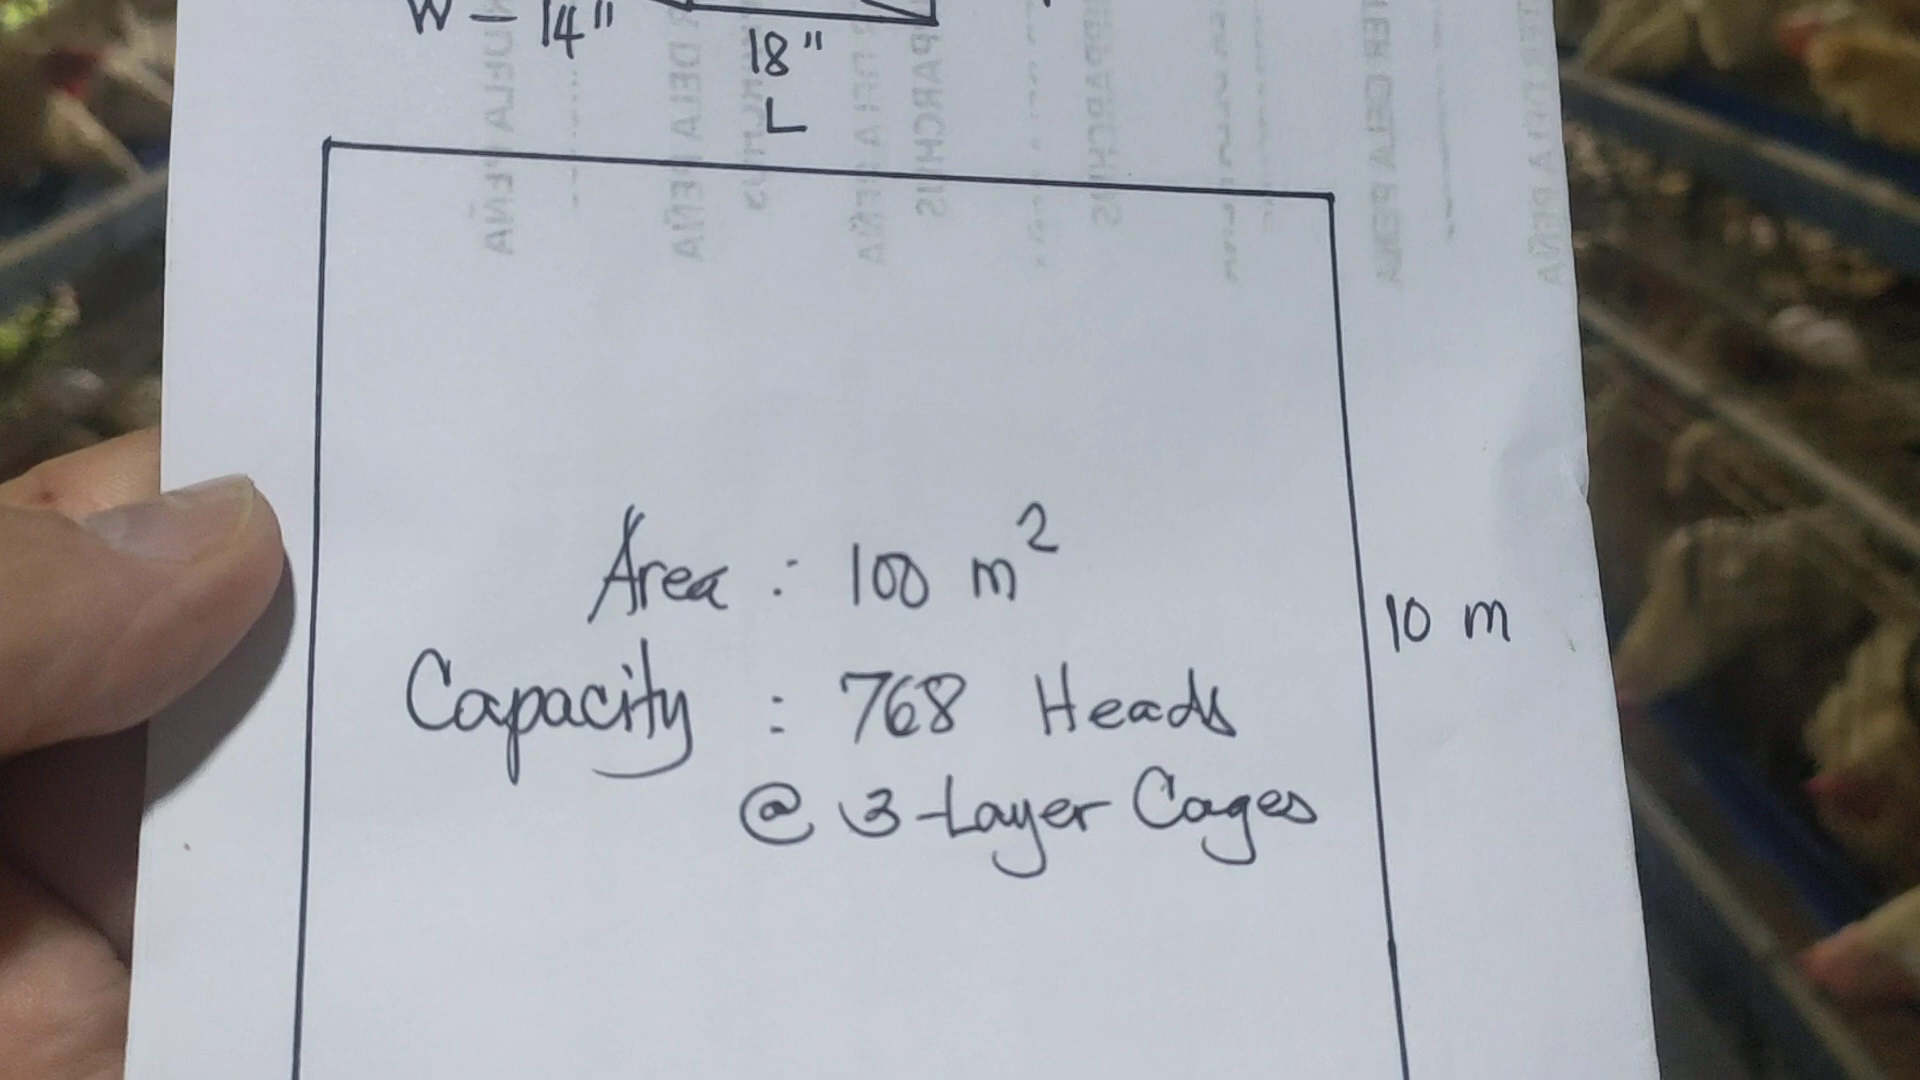 W - 14"
18"
L
Area : 100 m²
10 m
Capacity : 768 Heads
@ 3-Layer Cages